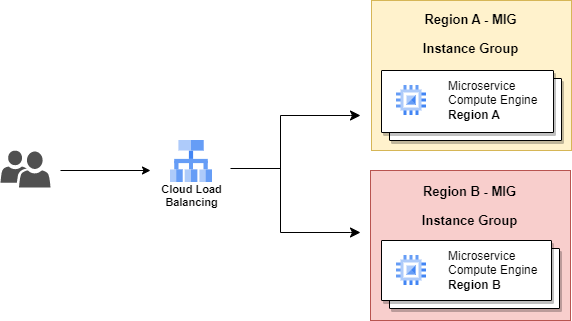 Region A - MIG
Instance Group
Microservice
Compute Engine
Region A
Cloud Load
Balancing
Region B - MIG
Instance Group
Microservice
Compute Engine
Region B